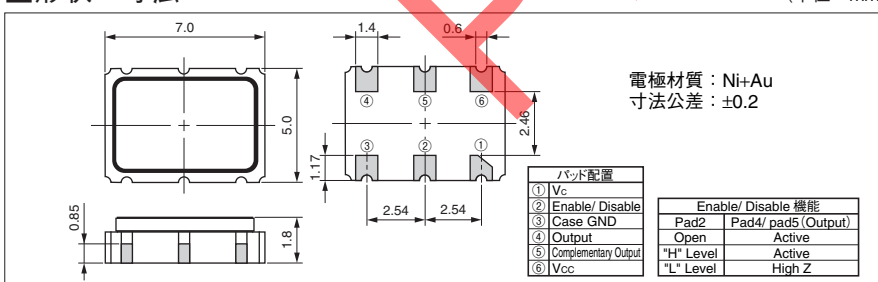 7.0
5.0
0.85
1.8
1.4
0.6
④
⑤
⑥
③
②
①
2.46
1.17
2.54
2.54
電極材質：Ni+Au
寸法公差：±0.2
パッド配置
① Vc
② Enable/ Disable
③ Case GND
④ Output
⑤ Complementary Output
⑥ Vcc
Enable/ Disable 機能
Pad2 Pad4/ pad5（Output）
Open Active
"H" Level Active
"L" Level High Z